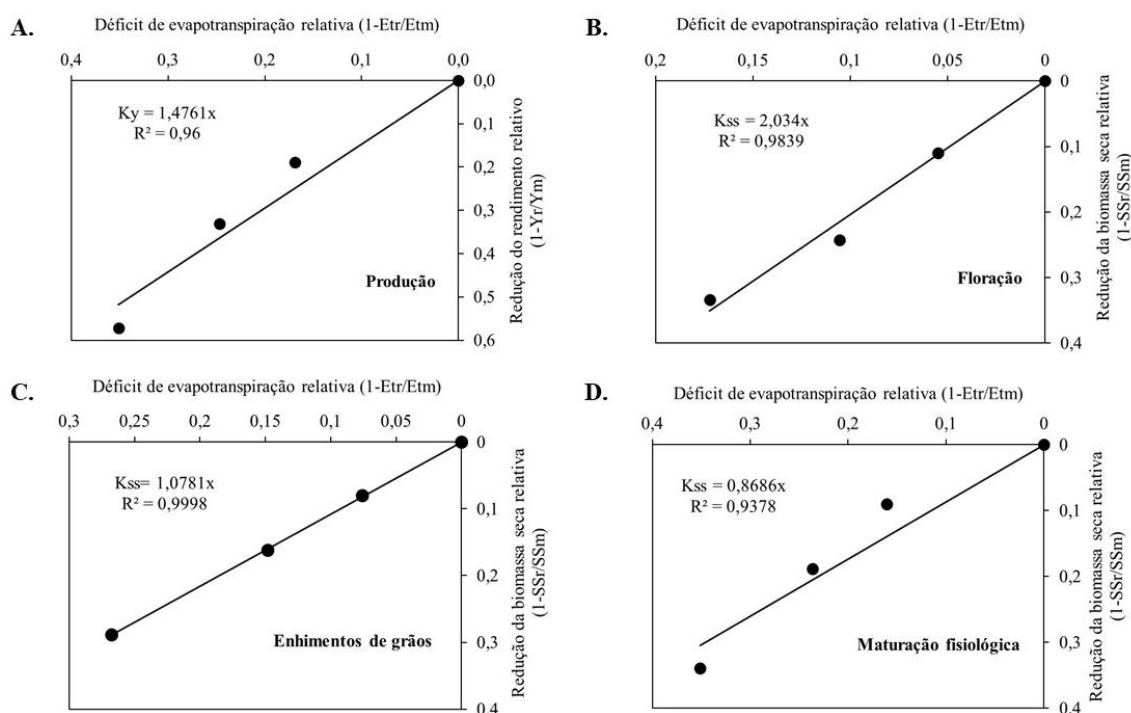 A.
Déficit de evapotranspiração relativa (1-Etr/Etm)
0,4 0,3 0,2 0,1 0,0
0,0
0,1
0,2
0,3
0,4
0,5
0,6
Ky = 1,4761x
R² = 0,96
Produção
Redução do rendimento relativo
(1-Yr/Ym)
B.
Déficit de evapotranspiração relativa (1-Etr/Etm)
0,2 0,15 0,1 0,05 0
0
0,1
0,2
0,3
0,4
Kss = 2,034x
R² = 0,9839
Floração
Redução da biomassa seca relativa
(1-SSr/SSm)
C.
Déficit de evapotranspiração relativa (1-Etr/Etm)
0,3 0,25 0,2 0,15 0,1 0,05 0
0
0,1
0,2
0,3
0,4
Kss= 1,0781x
R² = 0,9998
Enhimentos de grãos
Redução da biomassa seca relativa
(1-SSr/SSm)
D.
Déficit de evapotranspiração relativa (1-Etr/Etm)
0,4 0,3 0,2 0,1 0
0
0,1
0,2
0,3
0,4
Kss = 0,8686x
R² = 0,9378
Maturação fisiológica
Redução da biomassa seca relativa
(1-SSr/SSm)